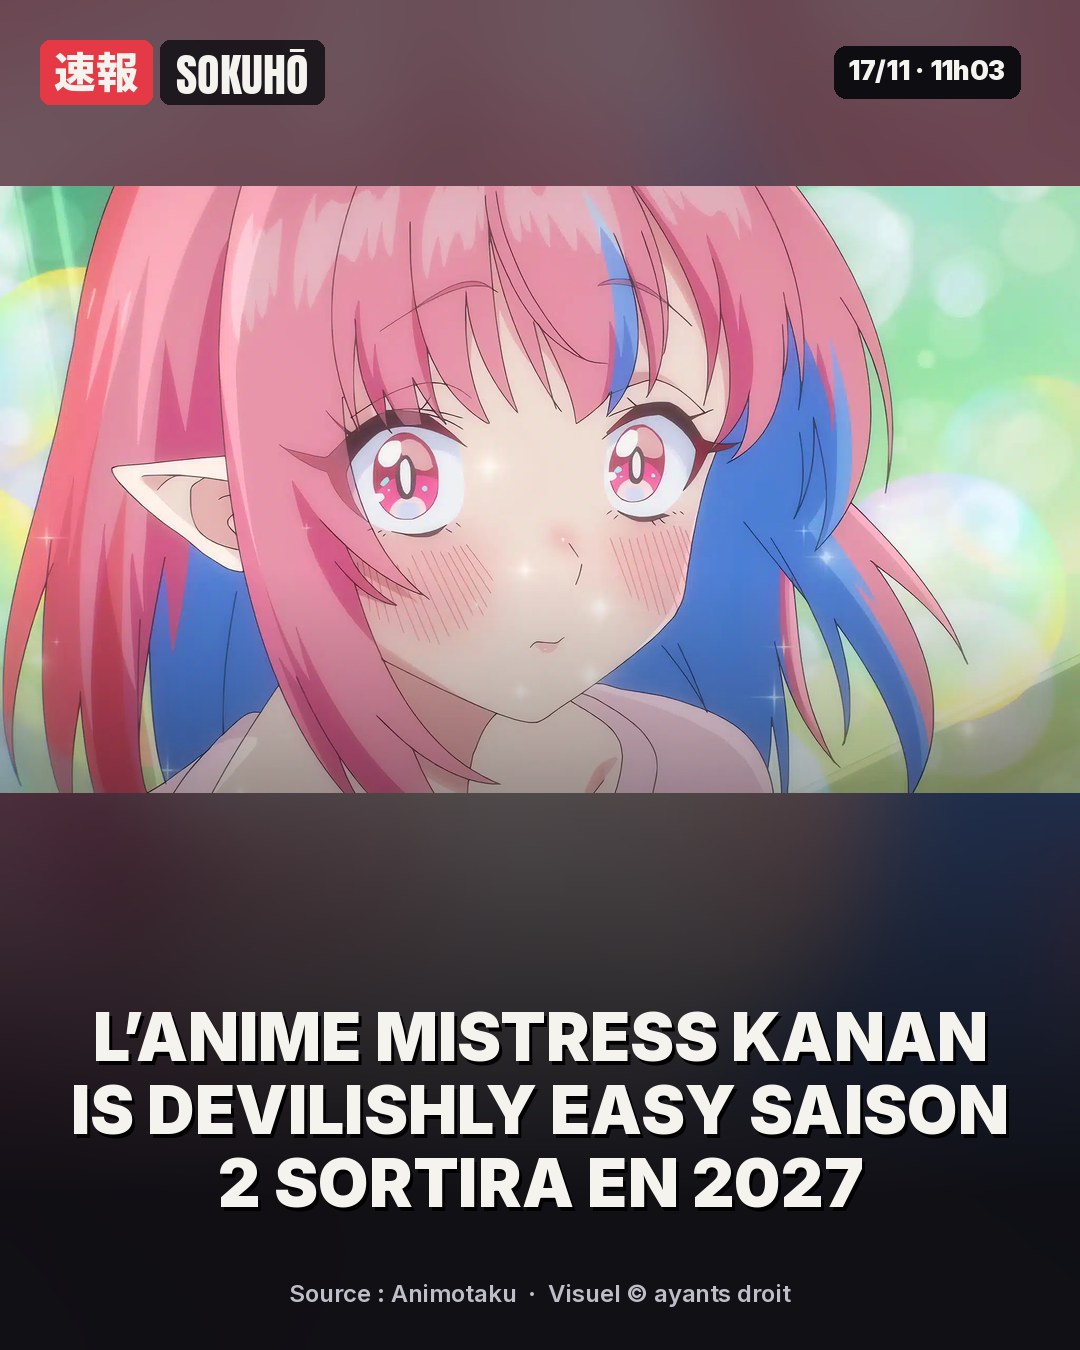 速報 SOKUHŌ
17/11 · 11h03
L’ANIME MISTRESS KANAN
IS DEVILISHLY EASY SAISON
2 SORTIRA EN 2027
Source : Animotaku · Visuel © ayants droit